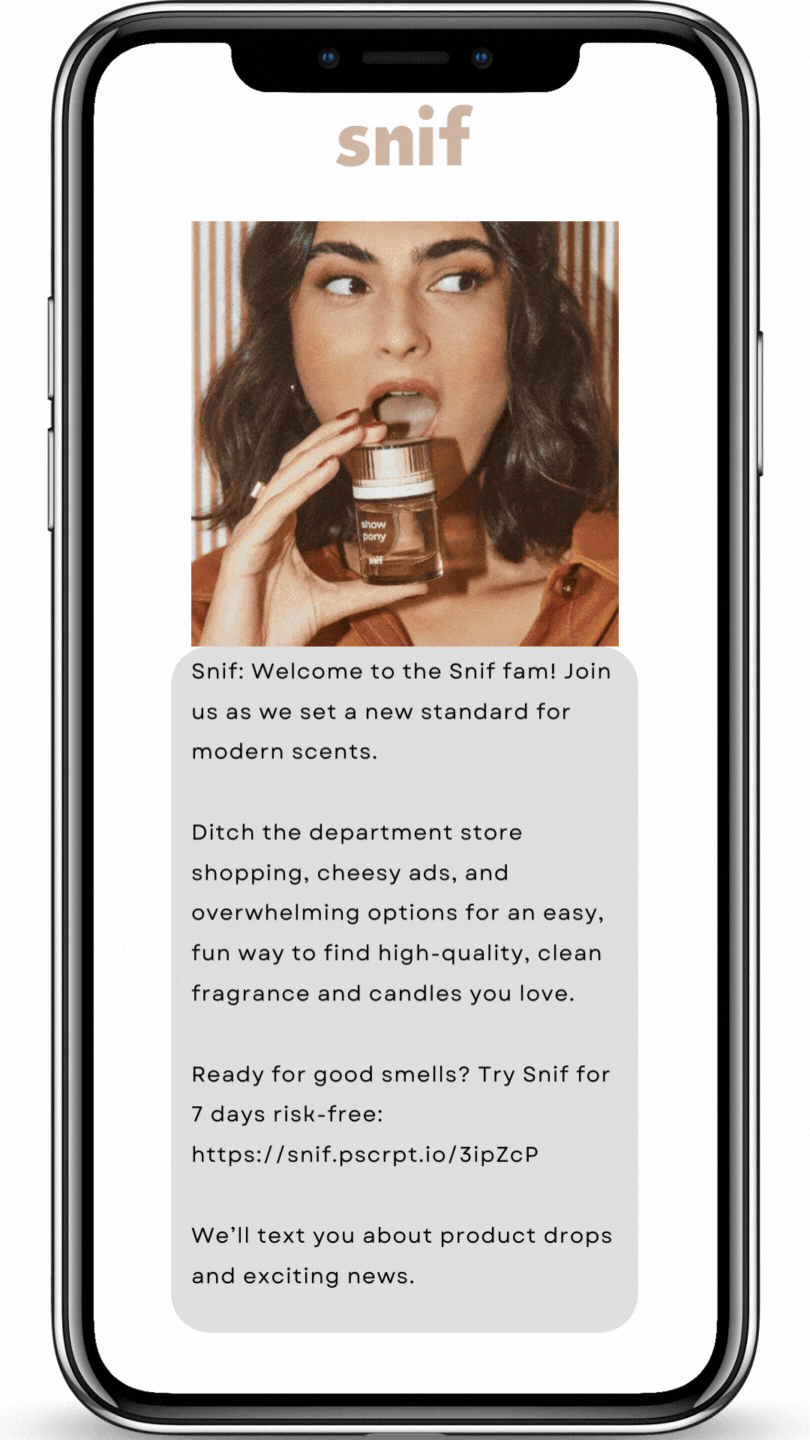 snif
show
pony
snif
Snif: Welcome to the Snif fam! Join
us as we set a new standard for
modern scents.
Ditch the department store
shopping, cheesy ads, and
overwhelming options for an easy,
fun way to find high-quality, clean
fragrance and candles you love.
Ready for good smells? Try Snif for
7 days risk-free:
https://snif.pscrpt.io/3ipZcP
We’ll text you about product drops
and exciting news.